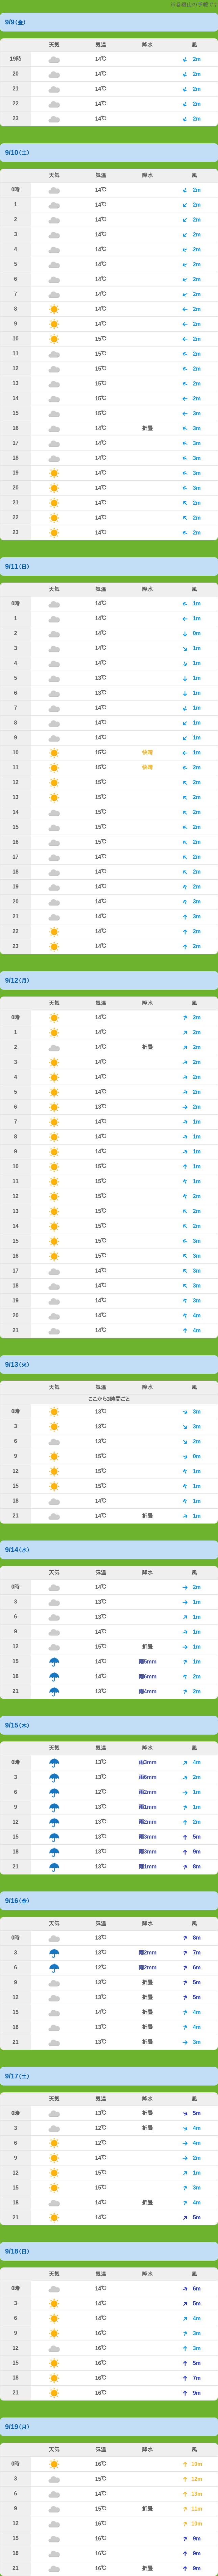 の予報です
9/9 (金)
天気 気温 降水 風
19時 14℃ 2m
20 14℃ 2m
21 14℃ 2m
22 14℃ 2m
23 14℃ 2m
9/10 (土)
天気 気温 降水 風
0時 14℃ 2m
1 14℃ 2m
2 14℃ 2m
3 14℃ 2m
4 14℃ 2m
5 14℃ 2m
6 14℃ 2m
7 14℃ 2m
8 14℃ 2m
9 14℃ 2m
10 15℃ 2m
11 15℃ 2m
12 15℃ 2m
13 15℃ 2m
14 15℃ 2m
15 15℃ 3m
16 14℃ 折畳 3m
17 14℃ 3m
18 14℃ 3m
19 14℃ 3m
20 14℃ 3m
21 14℃ 2m
22 14℃ 2m
23 14℃ 2m
9/11 (日)
天気 気温 降水 風
0時 14℃ 1m
1 14℃ 1m
2 14℃ 0m
3 14℃ 1m
4 14℃ 1m
5 13℃ 1m
6 13℃ 1m
7 14℃ 1m
8 14℃ 1m
9 14℃ 1m
10 15℃ 1m
11 15℃ 2m
12 15℃ 2m
13 15℃ 2m
14 15℃ 2m
15 15℃ 2m
16 15℃ 2m
17 14℃ 2m
18 14℃ 2m
19 14℃ 2m
20 14℃ 3m
21 14℃ 3m
22 14℃ 2m
23 14℃ 2m
9/12 (月)
天気 気温 降水 風
0時 14℃ 2m
1 14℃ 2m
2 14℃ 折畳 2m
3 14℃ 2m
4 14℃ 2m
5 14℃ 2m
6 13℃ 2m
7 14℃ 1m
8 14℃ 1m
9 14℃ 1m
10 15℃ 1m
11 15℃ 1m
12 15℃ 2m
13 15℃ 2m
14 15℃ 2m
15 15℃ 3m
16 15℃ 3m
17 14℃ 3m
18 14℃ 3m
19 14℃ 3m
20 14℃ 4m
21 14℃ 4m
9/13 (火)
天気 気温 降水 風
ここから3時間ごと
0時 13℃ 3m
3 13℃ 3m
6 13℃ 2m
9 15℃ 0m
12 15℃ 1m
15 15℃ 1m
18 14℃ 1m
21 14℃ 折畳 1m
9/14 (水)
天気 気温 降水 風
0時 14℃ 2m
3 13℃ 1m
6 13℃ 1m
9 14℃ 1m
12 15℃ 折畳 1m
15 14℃ 雨5mm 1m
18 14℃ 雨6mm 2m
21 14℃ 雨4mm 2m
9/15 (木)
天気 気温 降水 風
0時 13℃ 雨3mm 4m
3 13℃ 雨6mm 2m
6 12℃ 雨2mm 1m
9 13℃ 雨1mm 1m
12 13℃ 雨2mm 2m
15 13℃ 雨3mm 5m
18 13℃ 雨3mm 9m
21 13℃ 雨1mm 8m
9/16 (金)
天気 気温 降水 風
0時 13℃ 8m
3 13℃ 雨2mm 7m
6 12℃ 雨2mm 6m
9 13℃ 折畳 5m
12 13℃ 折畳 5m
15 14℃ 折畳 4m
18 13℃ 折畳 4m
21 13℃ 折畳 3m
9/17 (土)
天気 気温 降水 風
0時 13℃ 折畳 5m
3 12℃ 折畳 4m
6 12℃ 4m
9 14℃ 2m
12 15℃ 1m
15 15℃ 3m
18 14℃ 折畳 4m
21 14℃ 5m
9/18 (日)
天気 気温 降水 風
0時 14℃ 6m
3 14℃ 5m
6 14℃ 4m
9 16℃ 3m
12 16℃ 3m
15 16℃ 5m
18 16℃ 7m
21 16℃ 9m
9/19 (月)
天気 気温 降水 風
0時 16℃ 10m
3 15℃ 12m
6 14℃ 13m
9 15℃ 折畳 11m
12 16℃ 10m
15 16℃ 9m
18 16℃ 9m
21 16℃ 折畳 9m